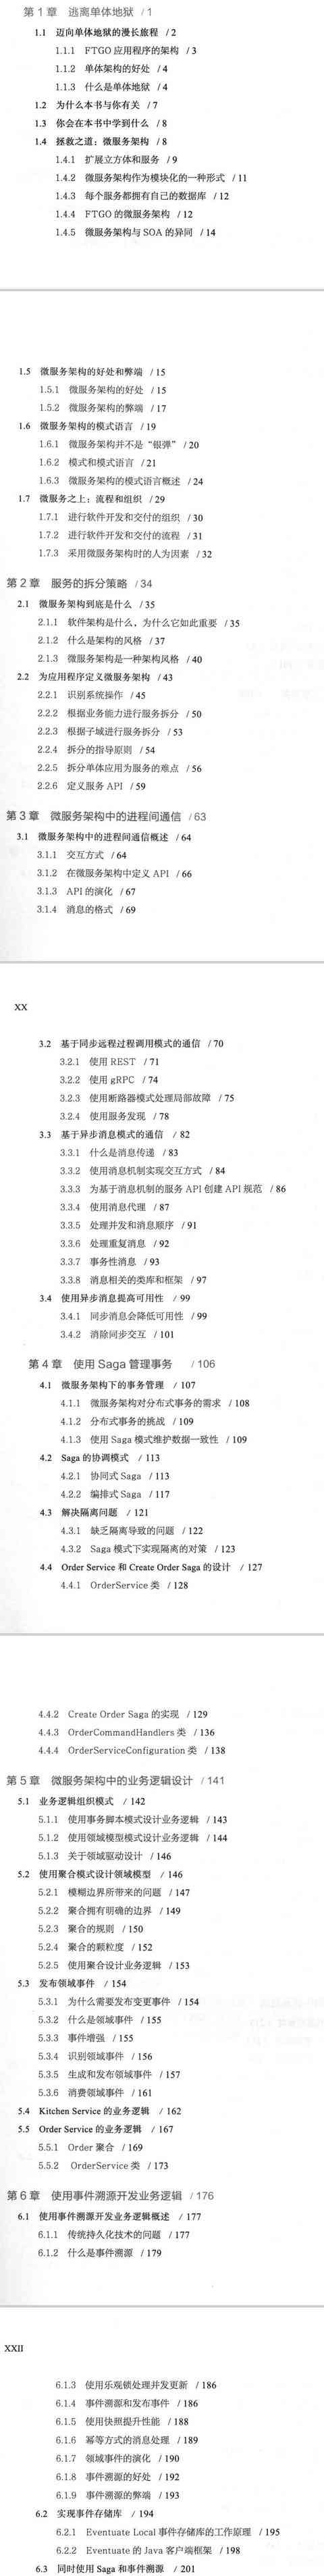 第1章 逃离单体地狱 /1
1.1 迈向单体地狱的漫长旅程 /2
1.1.1 FTGO 应用程序的架构 /3
1.1.2 单体架构的好处 /4
1.1.3 什么是单体地狱 /4
1.2 为什么本书与你有关 /7
1.3 你会在本书中学到什么 /8
1.4 拯救之道：微服务架构 /8
1.4.1 扩展立方体和服务 /9
1.4.2 微服务架构作为模块化的一种形式 /11
1.4.3 每个服务都拥有自己的数据库 /12
1.4.4 FTGO 的微服务架构 /12
1.4.5 微服务架构与 SOA 的异同 /14
1.5 微服务架构的好处和弊端 /15
1.5.1 微服务架构的好处 /15
1.5.2 微服务架构的弊端 /17
1.6 微服务架构的模式语言 /19
1.6.1 微服务架构并不是“银弹” /20
1.6.2 模式和模式语言 /21
1.6.3 微服务架构的模式语言概述 /24
1.7 微服务之上：流程和组织 /29
1.7.1 进行软件开发和交付的组织 /30
1.7.2 进行软件开发和交付的流程 /31
1.7.3 采用微服务架构时的人为因素 /32
第2章 服务的拆分策略 /34
2.1 微服务架构到底是什么 /35
2.1.1 软件架构是什么，为什么它如此重要 /35
2.1.2 什么是架构的风格 /37
2.1.3 微服务架构是一种架构风格 /40
2.2 为应用程序定义微服务架构 /43
2.2.1 识别系统操作 /45
2.2.2 根据业务能力进行服务拆分 /50
2.2.3 根据子域进行服务拆分 /53
2.2.4 拆分的指导原则 /54
2.2.5 拆分单体应用为服务的难点 /56
2.2.6 定义服务 API /59
第3章 微服务架构中的进程间通信 /63
3.1 微服务架构中的进程间通信概述 /64
3.1.1 交互方式 /64
3.1.2 在微服务架构中定义 API /66
3.1.3 API 的演化 /67
3.1.4 消息的格式 /69
XX
3.2 基于同步远程过程调用模式的通信 /70
3.2.1 使用 REST /71
3.2.2 使用 gRPC /74
3.2.3 使用断路器模式处理局部故障 /75
3.2.4 使用服务发现 /78
3.3 基于异步消息模式的通信 /82
3.3.1 什么是消息传递 /83
3.3.2 使用消息机制实现交互方式 /84
3.3.3 为基于消息机制的服务 API 创建 API 规范 /86
3.3.4 使用消息代理 /87
3.3.5 处理并发和消息顺序 /91
3.3.6 处理重复消息 /92
3.3.7 事务性消息 /93
3.3.8 消息相关的类库和框架 /97
3.4 使用异步消息提高可用性 /99
3.4.1 同步消息会降低可用性 /99
3.4.2 消除同步交互 /101
第4章 使用 Saga 管理事务 /106
4.1 微服务架构下的事务管理 /107
4.1.1 微服务架构对分布式事务的需求 /108
4.1.2 分布式事务的挑战 /109
4.1.3 使用 Saga 模式维护数据一致性 /109
4.2 Saga 的协调模式 /113
4.2.1 协同式 Saga /113
4.2.2 编排式 Saga /117
4.3 解决隔离问题 /121
4.3.1 缺乏隔离导致的问题 /122
4.3.2 Saga 模式下实现隔离的对策 /123
4.4 Order Service 和 Create Order Saga 的设计 /127
4.4.1 OrderService 类 /128
4.4.2 Create Order Saga 的实现 /129
4.4.3 OrderCommandHandlers 类 /136
4.4.4 OrderServiceConfiguration 类 /138
第5章 微服务架构中的业务逻辑设计 /141
5.1 业务逻辑组织模式 /142
5.1.1 使用事务脚本模式设计业务逻辑 /143
5.1.2 使用领域模型模式设计业务逻辑 /144
5.1.3 关于领域驱动设计 /146
5.2 使用聚合模式设计领域模型 /146
5.2.1 模糊边界所带来的问题 /147
5.2.2 聚合拥有明确的边界 /149
5.2.3 聚合的规则 /150
5.2.4 聚合的颗粒度 /152
5.2.5 使用聚合设计业务逻辑 /153
5.3 发布领域事件 /154
5.3.1 为什么需要发布变更事件 /154
5.3.2 什么是领域事件 /155
5.3.3 事件增强 /155
5.3.4 识别领域事件 /156
5.3.5 生成和发布领域事件 /157
5.3.6 消费领域事件 /161
5.4 Kitchen Service 的业务逻辑 /162
5.5 Order Service 的业务逻辑 /167
5.5.1 Order 聚合 /169
5.5.2 OrderService 类 /173
第6章 使用事件溯源开发业务逻辑 /176
6.1 使用事件溯源开发业务逻辑概述 /177
6.1.1 传统持久化技术的问题 /177
6.1.2 什么是事件溯源 /179
XXII
6.1.3 使用乐观锁处理并发更新 /186
6.1.4 事件溯源和发布事件 /186
6.1.5 使用快照提升性能 /188
6.1.6 幂等方式的消息处理 /189
6.1.7 领域事件的演化 /190
6.1.8 事件溯源的好处 /192
6.1.9 事件溯源的弊端 /193
6.2 实现事件存储库 /194
6.2.1 Eventuate Local 事件存储库的工作原理 /195
6.2.2 Eventuate 的 Java 客户端框架 /198
6.3 同时使用 Saga 和事件溯源 /201